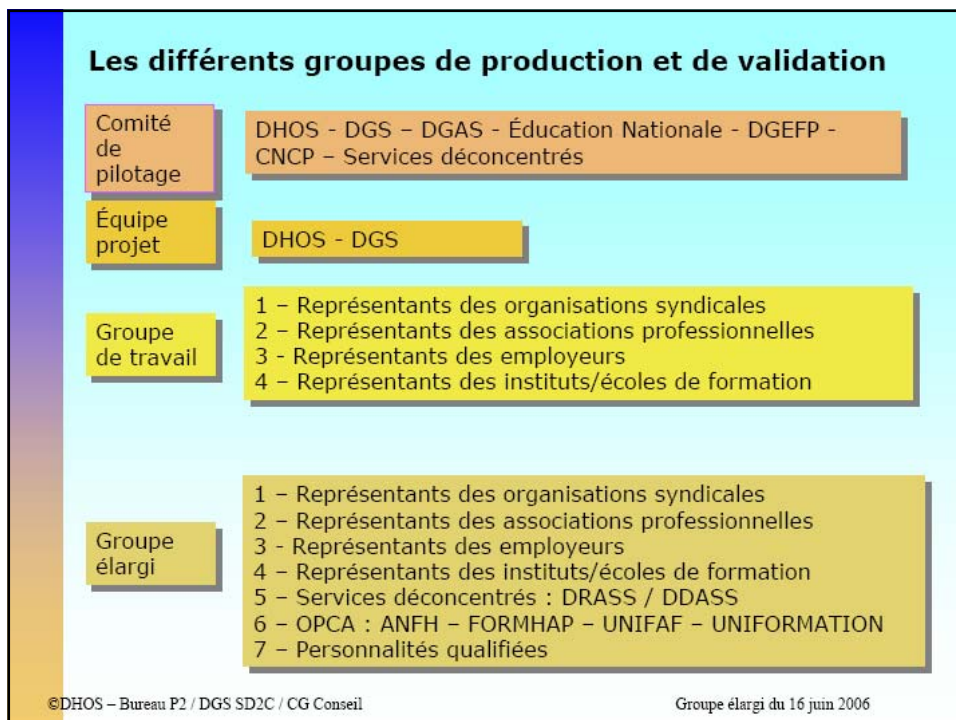 Les différents groupes de production et de validation
Comité
de
pilotage
DHOS - DGS – DGAS - Éducation Nationale - DGEFP -
CNCP – Services déconcentrés
Équipe
projet
DHOS - DGS
Groupe
de travail
1 – Représentants des organisations syndicales
2 – Représentants des associations professionnelles
3 - Représentants des employeurs
4 – Représentants des instituts/écoles de formation
Groupe
élargi
1 – Représentants des organisations syndicales
2 – Représentants des associations professionnelles
3 - Représentants des employeurs
4 – Représentants des instituts/écoles de formation
5 – Services déconcentrés : DRASS / DDASS
6 – OPCA : ANFH – FORMHAP – UNIFAF – UNIFORMATION
7 – Personnalités qualifiées
©DHOS – Bureau P2 / DGS SD2C / CG Conseil
Groupe élargi du 16 juin 2006